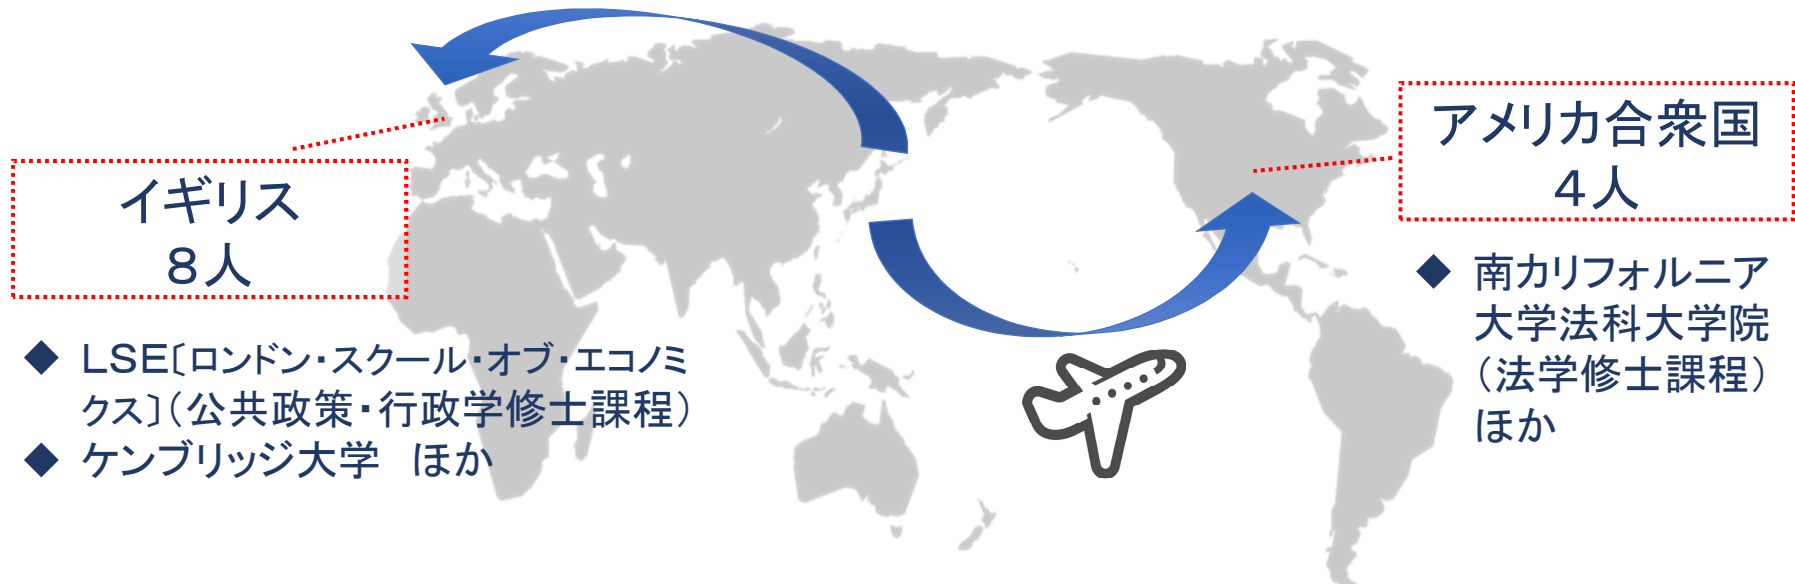 イギリス
８人
◆ LSE〔ロンドン・スクール・オブ・エコノミ
クス〕（公共政策・行政学修士課程）
◆ ケンブリッジ大学　ほか
アメリカ合衆国
４人
◆ 南カリフォルニア
大学法科大学院
（法学修士課程）
ほか